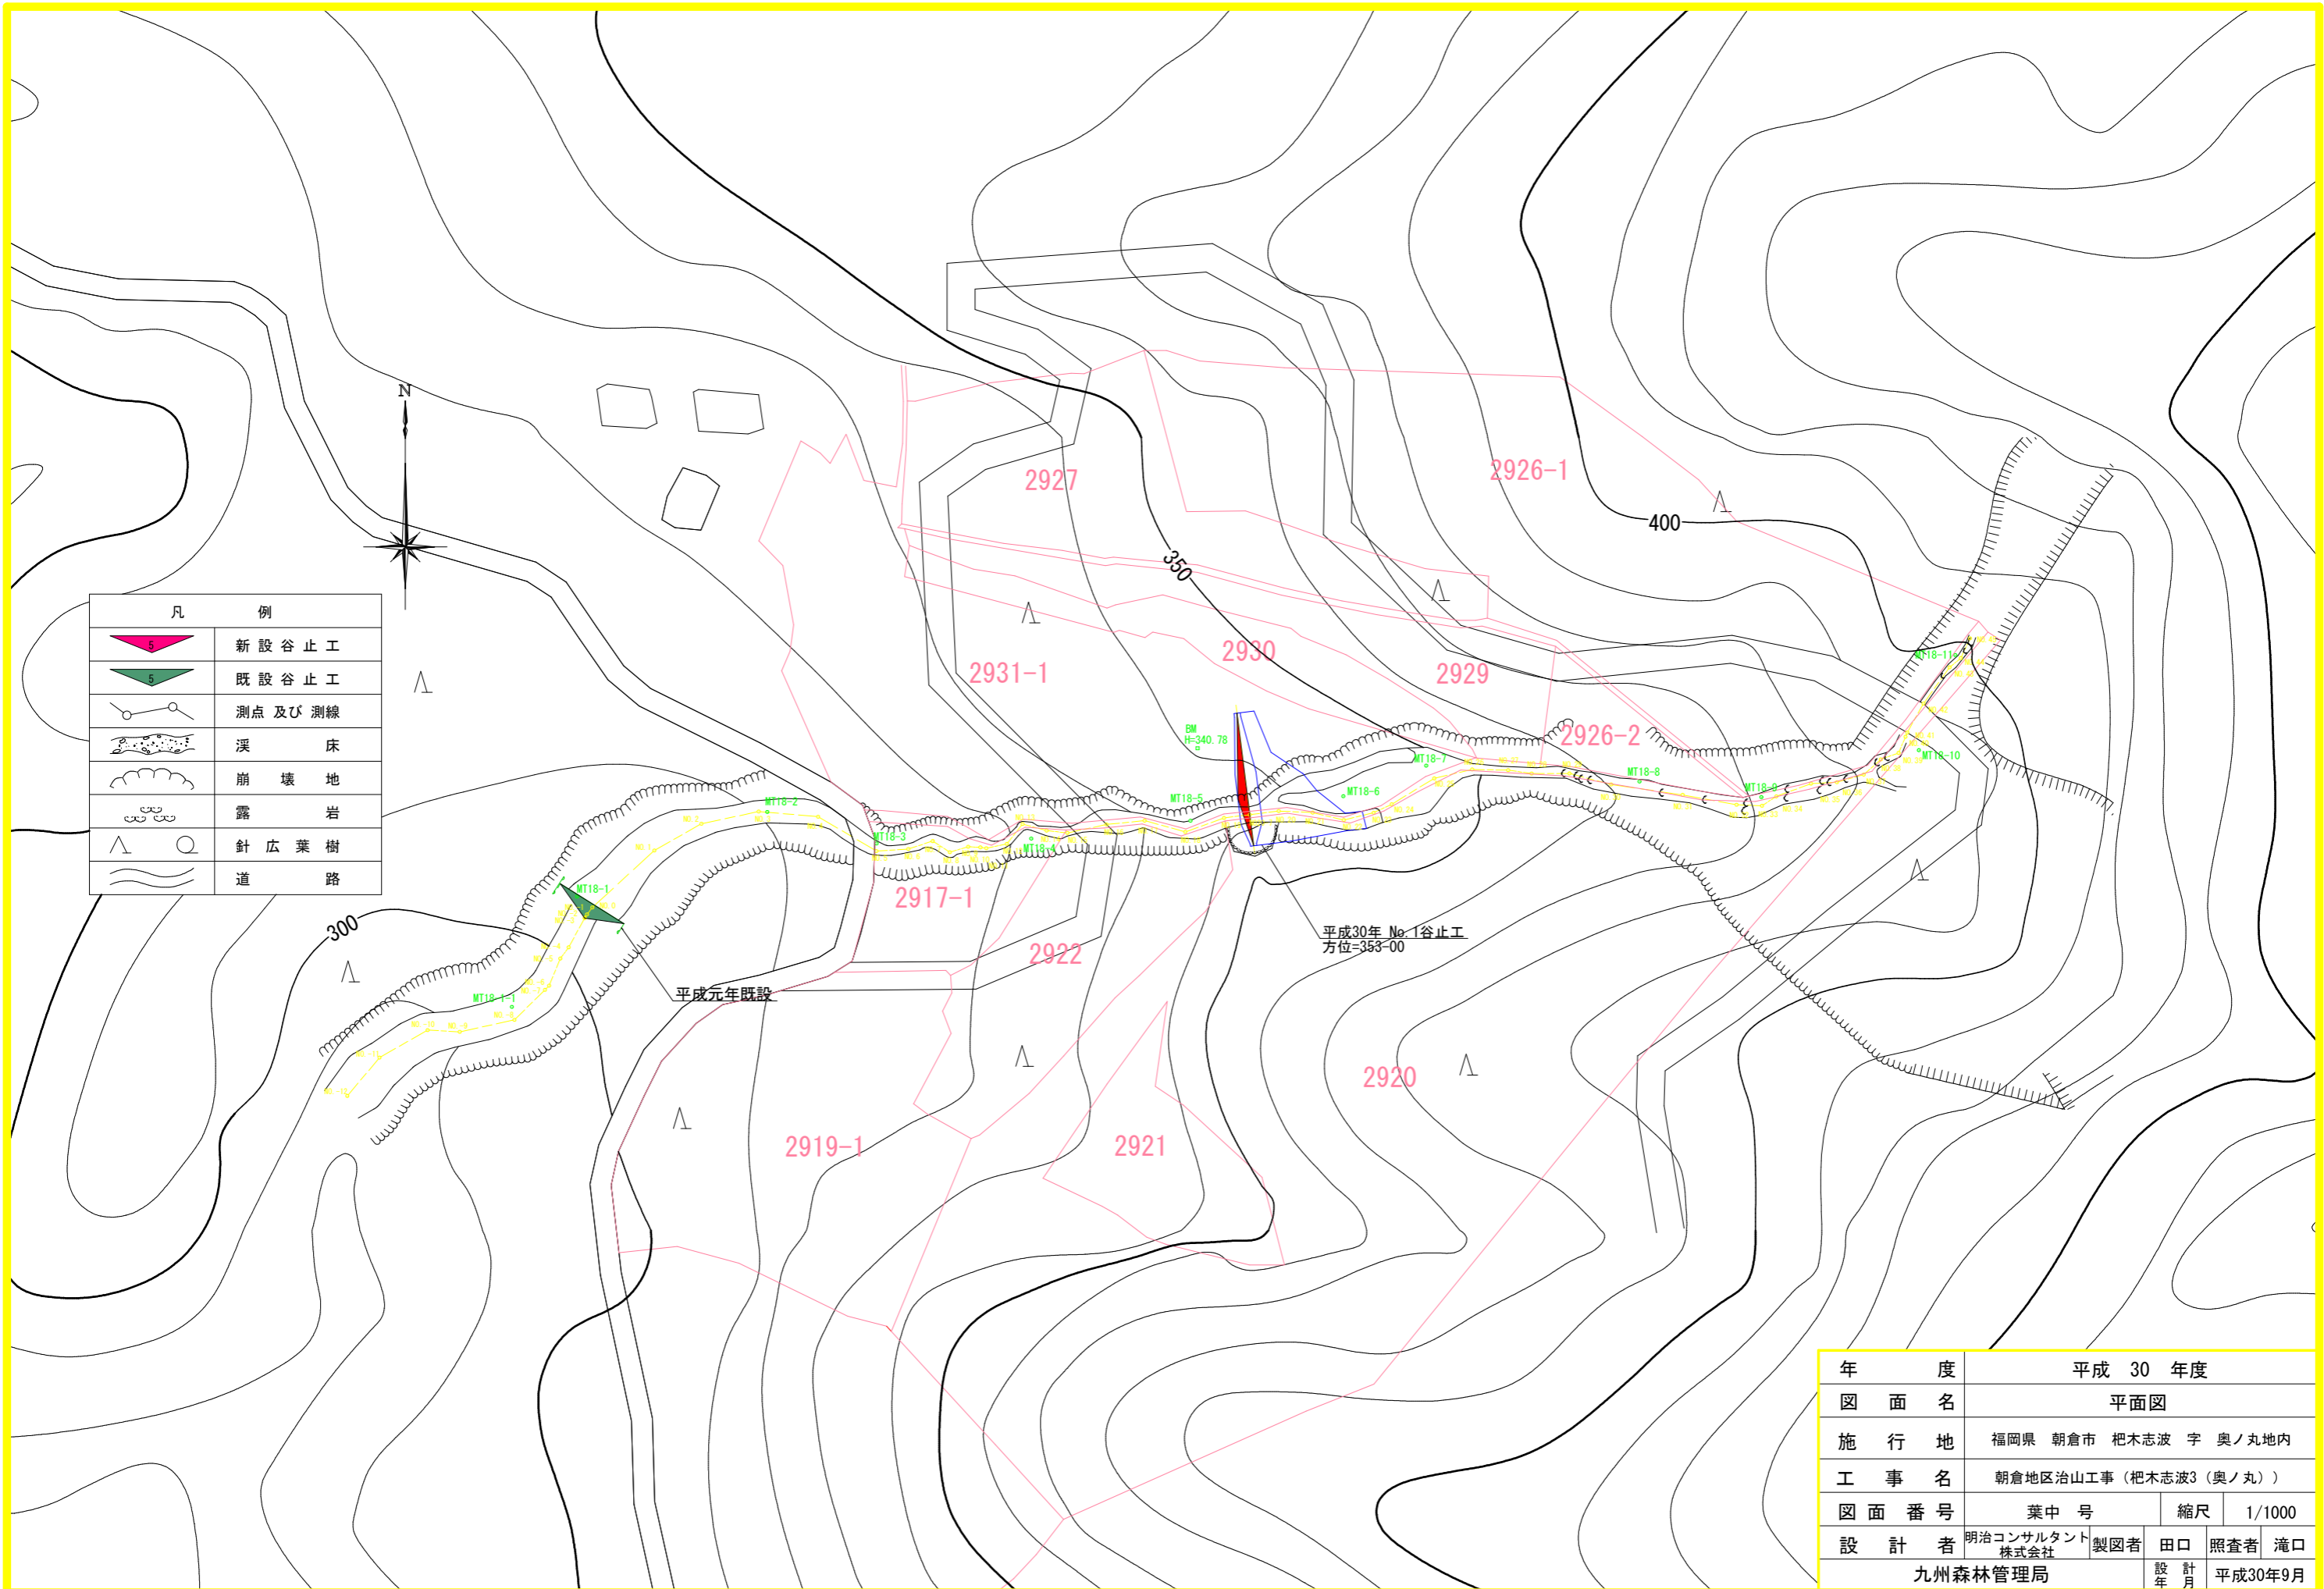 N
凡 例
5 新設谷止工
5 既設谷止工
測点 及び 測線
渓 床
崩 壊 地
露 岩
針 広 葉 樹
道 路
2927
2926-1
400
350
2930
2931-1
2929
2926-2
BM
H=340.78
MT18-11
MT18-10
MT18-7
MT18-8
MT18-9
MT18-6
MT18-5
MT18-2
MT18-3
MT18-4
MT18-1
MT18-1-1
2917-1
300
2922
平成30年 No.1谷止工
方位=353-00
平成元年既設
2920
2919-1
2921
年 度 平成 30 年度
図 面 名 平面図
施 行 地 福岡県 朝倉市 杷木志波 字 奥ノ丸地内
工 事 名 朝倉地区治山工事（杷木志波3（奥ノ丸））
図 面 番 号 葉中 号 縮尺 1/1000
設 計 者 明治コンサルタント株式会社 製図者 田口 照査者 滝口
九州森林管理局 設計年月 平成30年9月